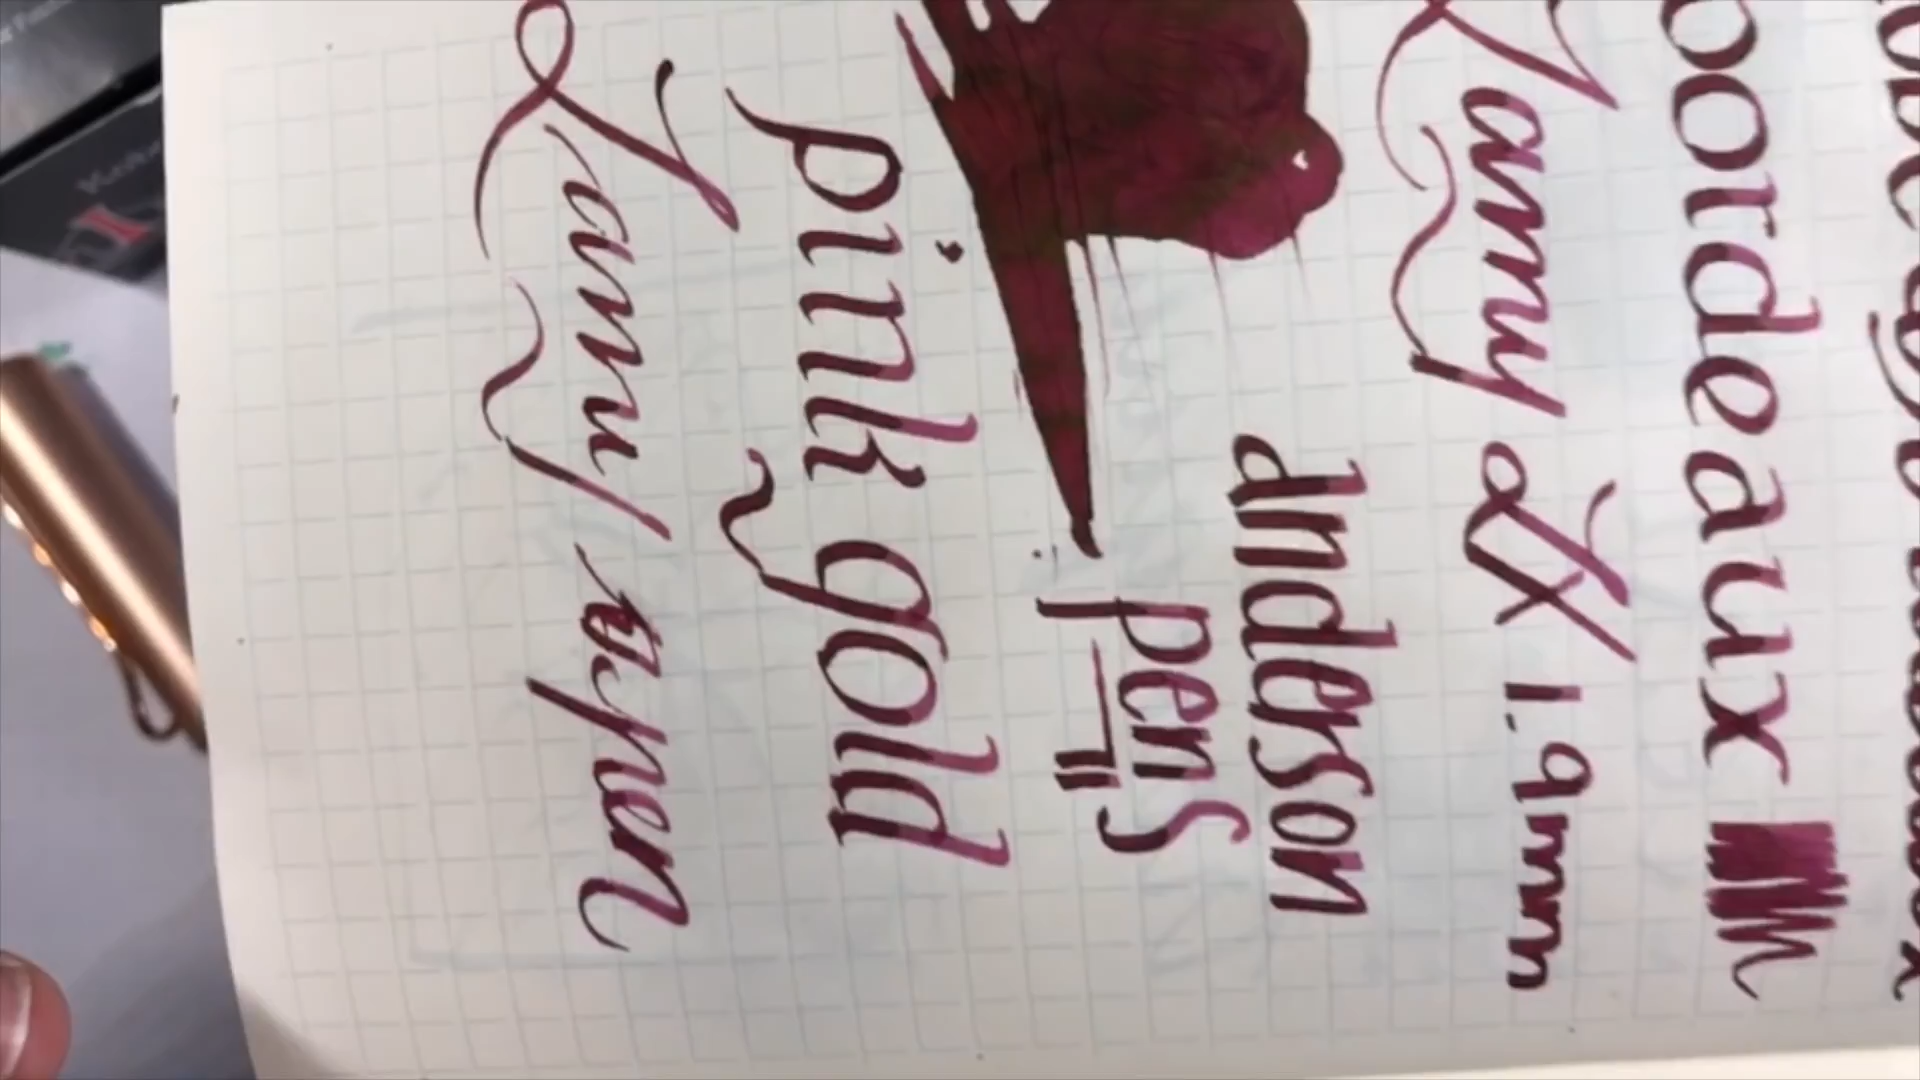 bordeaux
Lamy Lx 1.9mm
anderson
pens
pink gold
Lamy